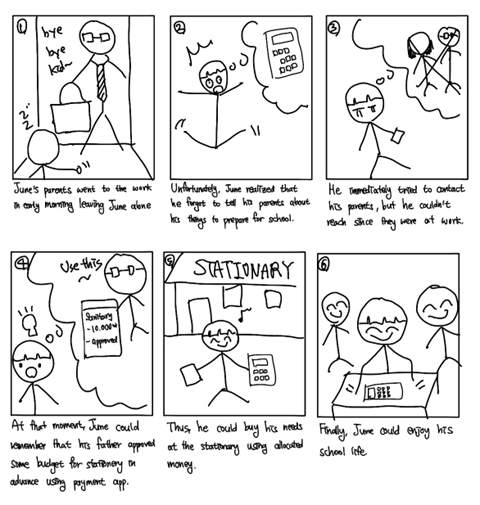 ①
bye
bye
kid~
zz..
June's parents went to the work
in early morning leaving June alone
②
Unfortunately, June realized that
he forgot to tell his parents about
his things to prepare for school.
③
He immediately tried to contact
his parents, but he couldn't
reach since they were at work.
④
Use this
~
Stationary
-10.000₩
- approved
At that moment, June could
remember that his father approved
some budget for stationery in
advance using payment app.
⑤
STATIONARY
Thus, he could buy his needs
at the stationary using allocated
money.
⑥
Finally, June could enjoy his
school life.